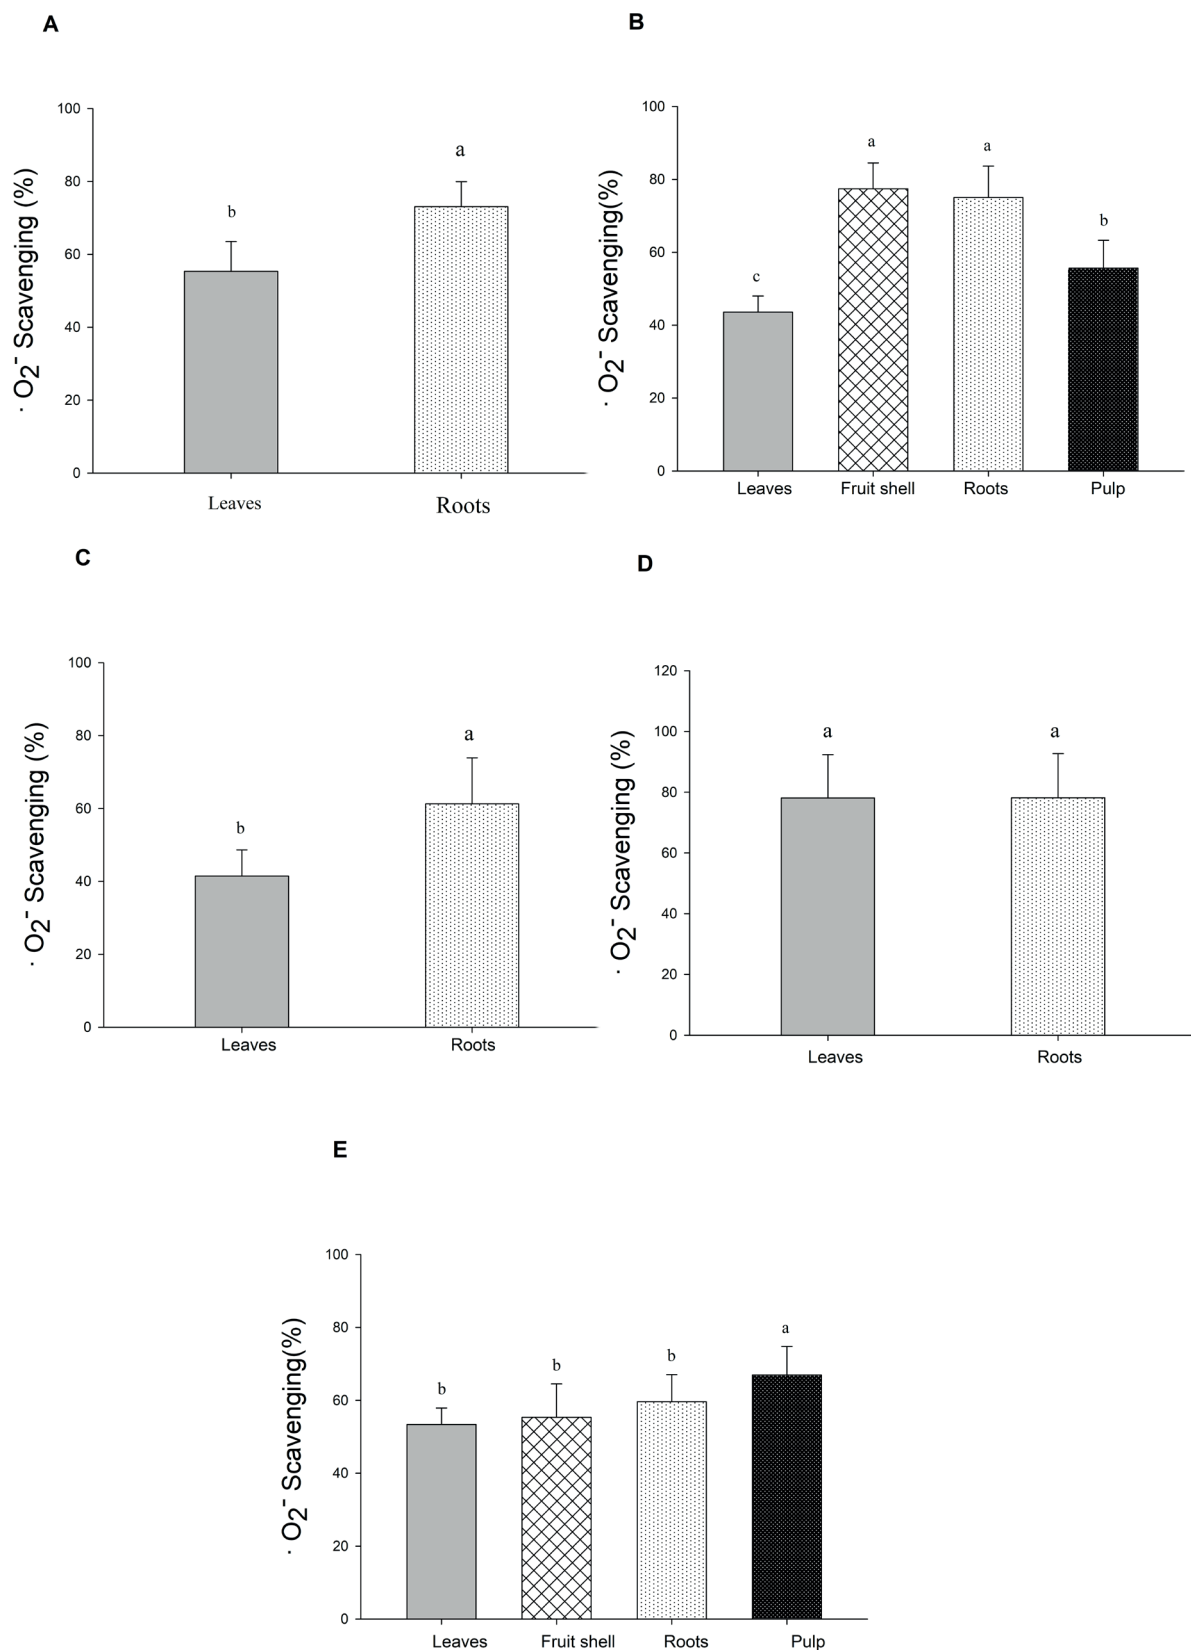 A
· O2- Scavenging (%)
100
80
60
40
20
0
b
a
Leaves
Roots
B
· O2- Scavenging(%)
100
80
60
40
20
0
c
a
a
b
Leaves
Fruit shell
Roots
Pulp
C
· O2- Scavenging (%)
100
80
60
40
20
0
b
a
Leaves
Roots
D
· O2- Scavenging (%)
120
100
80
60
40
20
0
a
a
Leaves
Roots
E
· O2- Scavenging(%)
100
80
60
40
20
0
b
b
b
a
Leaves
Fruit shell
Roots
Pulp